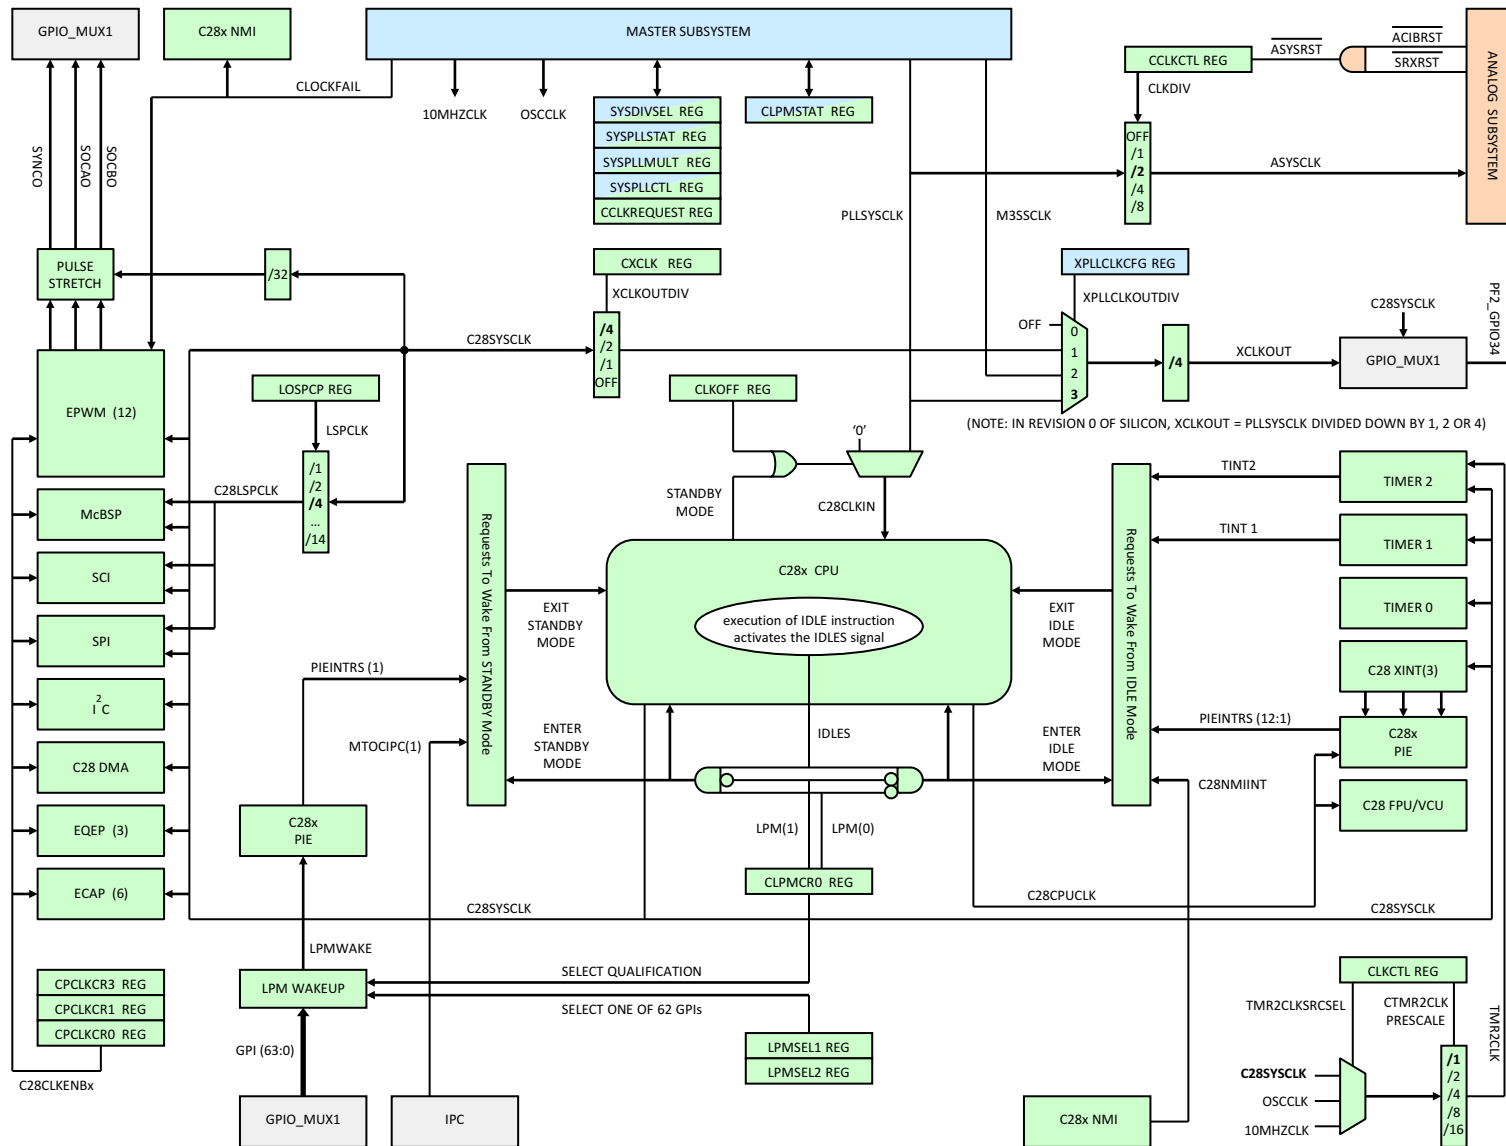 GPIO_MUX1
C28x NMI
MASTER SUBSYSTEM
ACIBRST
ASYSRST
SRXRST
CCLKCTL REG
ANALOG SUBSYSTEM
CLOCKFAIL
10MHZCLK
OSCCLK
SYSDIVSEL REG
SYSPLLSTAT REG
SYSPLLMULT REG
SYSPLLCTL REG
CCLKREQUEST REG
CLPMSTAT REG
CLKDIV
OFF
/1
/2
/4
/8
ASYSCLK
SYNCO
SOCAO
SOCBO
PLLSYSCLK
M3SSCLK
PULSE
STRETCH
/32
CXCLK REG
XCLKOUTDIV
XPLLCLKCFG REG
XPLLCLKOUTDIV
C28SYSCLK
/4
/2
/1
OFF
OFF
0
1
2
3
/4
XCLKOUT
C28SYSCLK
GPIO_MUX1
PF2_GPIO34
EPWM (12)
LOSPCP REG
LSPCLK
CLKOFF REG
(NOTE: IN REVISION 0 OF SILICON, XCLKOUT = PLLSYSCLK DIVIDED DOWN BY 1, 2 OR 4)
'0'
/1
/2
/4
…
/14
C28LSPCLK
McBSP
SCI
SPI
I2C
C28 DMA
EQEP (3)
ECAP (6)
STANDBY
MODE
C28CLKIN
Requests To Wake From STANDBY Mode
Requests To Wake From IDLE Mode
TINT2
TIMER 2
TINT 1
TIMER 1
TIMER 0
C28 XINT(3)
C28x CPU
execution of IDLE instruction
activates the IDLES signal
EXIT
STANDBY
MODE
EXIT
IDLE
MODE
PIEINTRS (1)
MTOCIPC(1)
ENTER
STANDBY
MODE
IDLES
ENTER
IDLE
MODE
PIEINTRS (12:1)
C28x
PIE
C28NMIINT
C28 FPU/VCU
C28x
PIE
LPM(1)
LPM(0)
CLPMCR0 REG
C28SYSCLK
C28CPUCLK
C28SYSCLK
LPMWAKE
LPM WAKEUP
SELECT QUALIFICATION
SELECT ONE OF 62 GPIs
CPCLKCR3 REG
CPCLKCR1 REG
CPCLKCR0 REG
C28CLKENBx
GPI (63:0)
LPMSEL1 REG
LPMSEL2 REG
GPIO_MUX1
IPC
C28x NMI
CLKCTL REG
TMR2CLKSRCSEL
CTMR2CLK
PRESCALE
TMR2CLK
C28SYSCLK
OSCCLK
10MHZCLK
/1
/2
/4
/8
/16